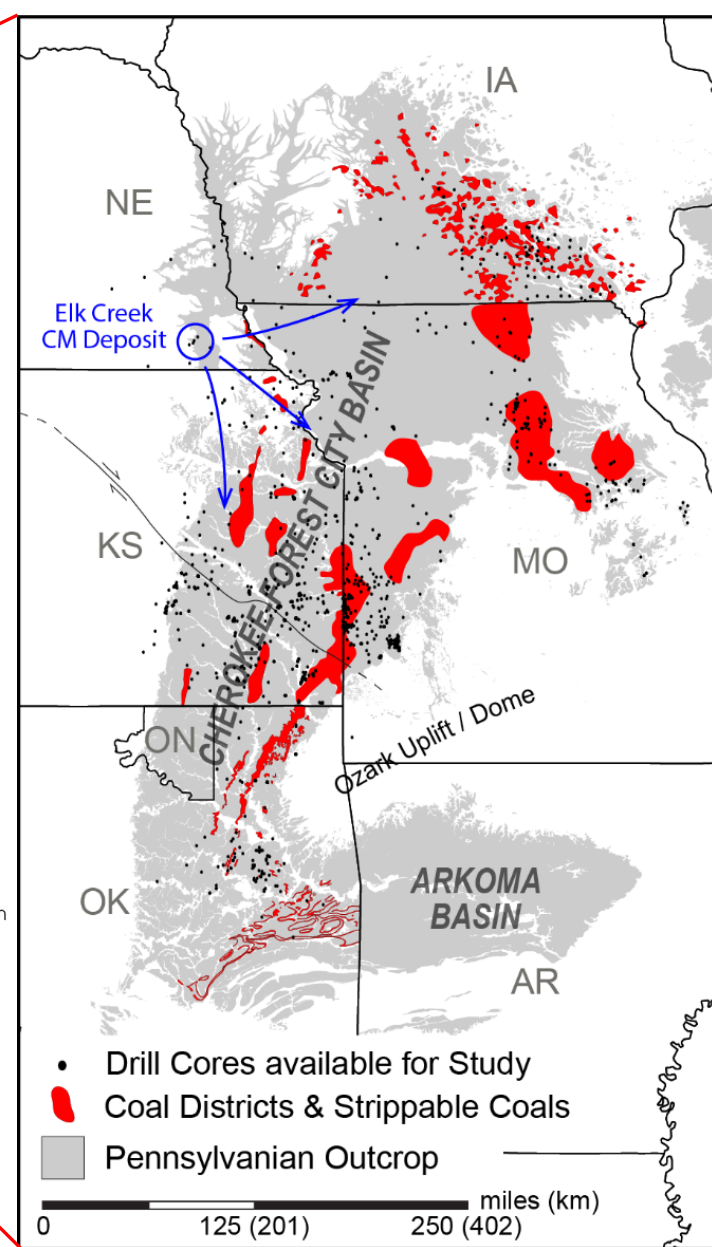 IA
NE
Elk Creek
CM Deposit
CHEROKEE-FOREST CITY BASIN
KS
MO
ON
Ozark Uplift / Dome
ARKOMA
BASIN
OK
n
AR
Drill Cores available for Study
Coal Districts & Strippable Coals
Pennsylvanian Outcrop
miles (km)
0 125 (201) 250 (402)